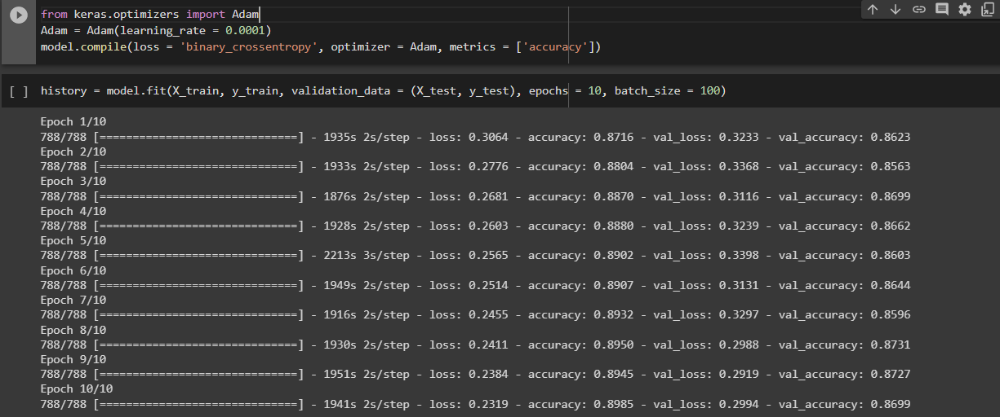 from keras.optimizers import Adam
Adam = Adam(learning_rate = 0.0001)
model.compile(loss = 'binary_crossentropy', optimizer = Adam, metrics = ['accuracy'])
[ ] history = model.fit(X_train, y_train, validation_data = (X_test, y_test), epochs = 10, batch_size = 100)
Epoch 1/10
788/788 [==============================] - 1935s 2s/step - loss: 0.3064 - accuracy: 0.8716 - val_loss: 0.3233 - val_accuracy: 0.8623
Epoch 2/10
788/788 [==============================] - 1933s 2s/step - loss: 0.2776 - accuracy: 0.8804 - val_loss: 0.3368 - val_accuracy: 0.8563
Epoch 3/10
788/788 [==============================] - 1876s 2s/step - loss: 0.2681 - accuracy: 0.8870 - val_loss: 0.3116 - val_accuracy: 0.8699
Epoch 4/10
788/788 [==============================] - 1928s 2s/step - loss: 0.2603 - accuracy: 0.8880 - val_loss: 0.3239 - val_accuracy: 0.8662
Epoch 5/10
788/788 [==============================] - 2213s 3s/step - loss: 0.2565 - accuracy: 0.8902 - val_loss: 0.3398 - val_accuracy: 0.8603
Epoch 6/10
788/788 [==============================] - 1949s 2s/step - loss: 0.2514 - accuracy: 0.8907 - val_loss: 0.3131 - val_accuracy: 0.8644
Epoch 7/10
788/788 [==============================] - 1916s 2s/step - loss: 0.2455 - accuracy: 0.8932 - val_loss: 0.3297 - val_accuracy: 0.8596
Epoch 8/10
788/788 [==============================] - 1930s 2s/step - loss: 0.2411 - accuracy: 0.8950 - val_loss: 0.2988 - val_accuracy: 0.8731
Epoch 9/10
788/788 [==============================] - 1951s 2s/step - loss: 0.2384 - accuracy: 0.8945 - val_loss: 0.2919 - val_accuracy: 0.8727
Epoch 10/10
788/788 [==============================] - 1941s 2s/step - loss: 0.2319 - accuracy: 0.8985 - val_loss: 0.2994 - val_accuracy: 0.8699